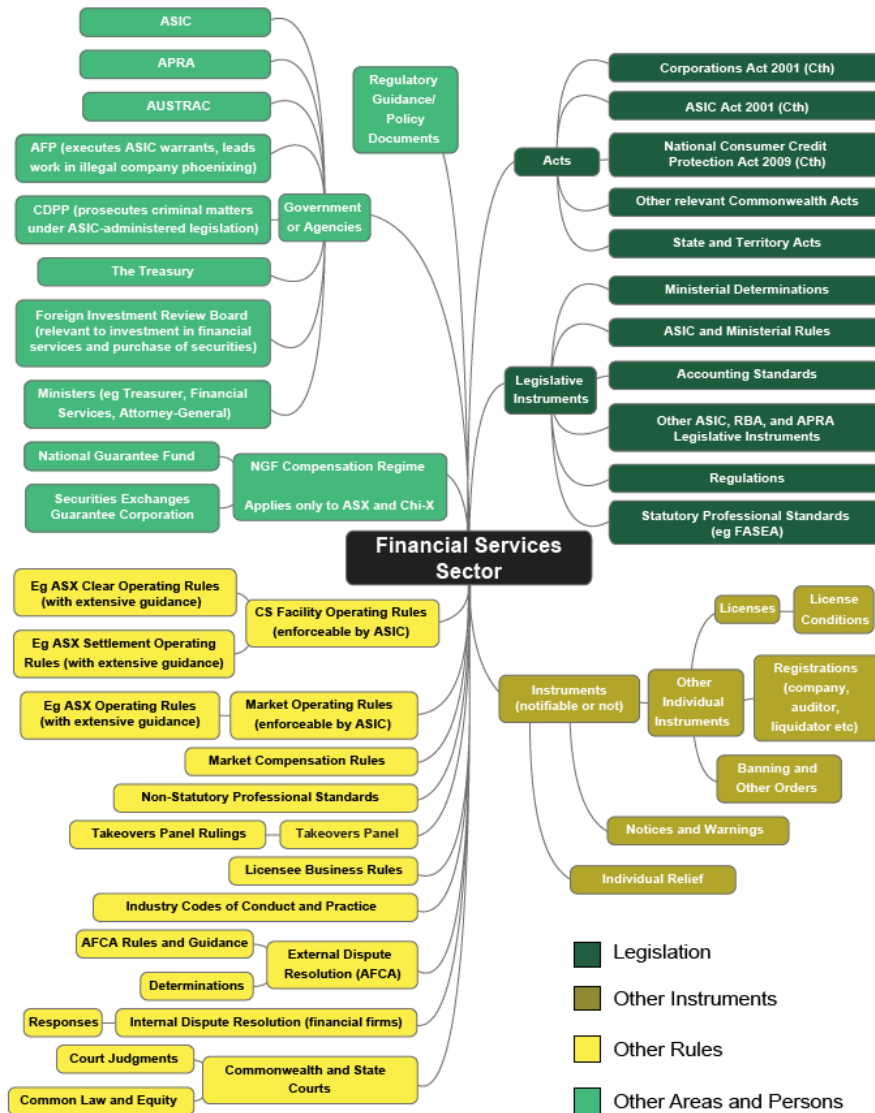 ASIC
APRA
AUSTRAC
AFP (executes ASIC warrants, leads
work in illegal company phoenixing)
CDPP (prosecutes criminal matters
under ASIC-administered legislation)
The Treasury
Foreign Investment Review Board
(relevant to investment in financial
services and purchase of securities)
Ministers (eg Treasurer, Financial
Services, Attorney-General)
Government
or Agencies
Regulatory
Guidance/
Policy
Documents
National Guarantee Fund
Securities Exchanges
Guarantee Corporation
NGF Compensation Regime
Applies only to ASX and Chi-X
Acts
Corporations Act 2001 (Cth)
ASIC Act 2001 (Cth)
National Consumer Credit
Protection Act 2009 (Cth)
Other relevant Commonwealth Acts
State and Territory Acts
Legislative
Instruments
Ministerial Determinations
ASIC and Ministerial Rules
Accounting Standards
Other ASIC, RBA, and APRA
Legislative Instruments
Regulations
Statutory Professional Standards
(eg FASEA)
Financial Services
Sector
Eg ASX Clear Operating Rules
(with extensive guidance)
Eg ASX Settlement Operating
Rules (with extensive guidance)
CS Facility Operating Rules
(enforceable by ASIC)
Eg ASX Operating Rules
(with extensive guidance)
Market Operating Rules
(enforceable by ASIC)
Market Compensation Rules
Non-Statutory Professional Standards
Takeovers Panel Rulings
Takeovers Panel
Licensee Business Rules
Industry Codes of Conduct and Practice
AFCA Rules and Guidance
Determinations
External Dispute
Resolution (AFCA)
Responses
Internal Dispute Resolution (financial firms)
Court Judgments
Common Law and Equity
Commonwealth and State
Courts
Instruments
(notifiable or not)
Other
Individual
Instruments
Licenses
License
Conditions
Registrations
(company,
auditor,
liquidator etc)
Banning and
Other Orders
Notices and Warnings
Individual Relief
Legislation
Other Instruments
Other Rules
Other Areas and Persons